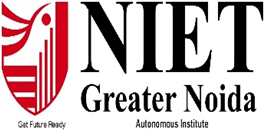 NIET
Greater Noida
Get Future Ready
Autonomous Institute